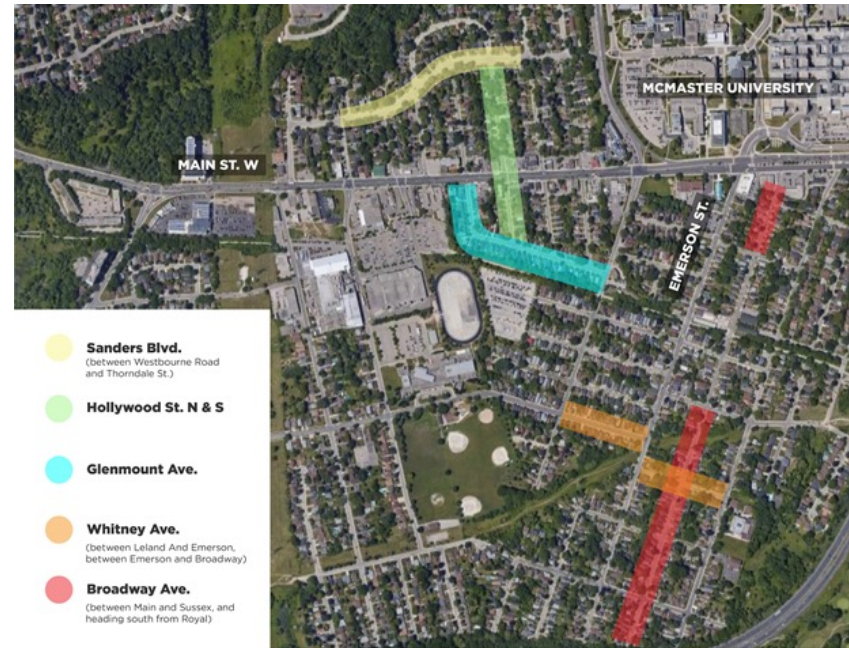 MCMASTER UNIVERSITY
MAIN ST. W
EMERSON ST.
Sanders Blvd.
(between Westbourne Road
and Thorndale St.)
Hollywood St. N & S
Glenmount Ave.
Whitney Ave.
(between Leland And Emerson,
between Emerson and Broadway)
Broadway Ave.
(between Main and Sussex, and
heading south from Royal)